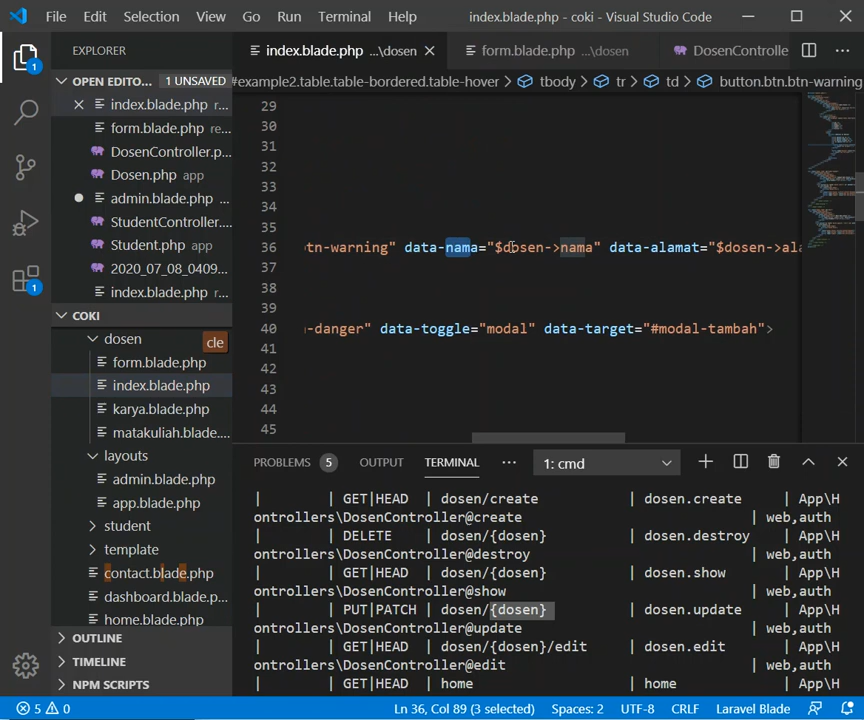 File Edit Selection View Go Run Terminal Help index.blade.php - coki - Visual Studio Code
EXPLORER
index.blade.php ...\dosen
form.blade.php ...\dosen
DosenControlle
OPEN EDITO... 1 UNSAVED
#example2.table.table-bordered.table-hover > tbody > tr > td > button.btn.btn-warning
index.blade.php r...
form.blade.php re...
DosenController.p...
Dosen.php app
admin.blade.php ...
StudentController...
Student.php app
2020_07_08_0409...
index.blade.php r...
29
30
31
32
33
34
35
36 btn-warning" data-nama="$dosen->nama" data-alamat="$dosen->ala
37
38
39
40 -danger" data-toggle="modal" data-target="#modal-tambah">
41
42
43
44
45
COKI
dosen
cle
form.blade.php
index.blade.php
karya.blade.php
matakuliah.blade....
layouts
admin.blade.php
app.blade.php
student
template
contact.blade.php
dashboard.blade.p...
home.blade.php
OUTLINE
TIMELINE
NPM SCRIPTS
1
1
PROBLEMS 5 OUTPUT TERMINAL ... 1: cmd
| | GET|HEAD | dosen/create | dosen.create | App\H
ontrollers\DosenController@create | web,auth
| | DELETE | dosen/{dosen} | dosen.destroy | App\H
ontrollers\DosenController@destroy | web,auth
| | GET|HEAD | dosen/{dosen} | dosen.show | App\H
ontrollers\DosenController@show | web,auth
| | PUT|PATCH | dosen/{dosen} | dosen.update | App\H
ontrollers\DosenController@update | web,auth
| | GET|HEAD | dosen/{dosen}/edit | dosen.edit | App\H
ontrollers\DosenController@edit | web,auth
| | GET|HEAD | home | home | App\H
5 0 Ln 36, Col 89 (3 selected) Spaces: 2 UTF-8 CRLF Laravel Blade